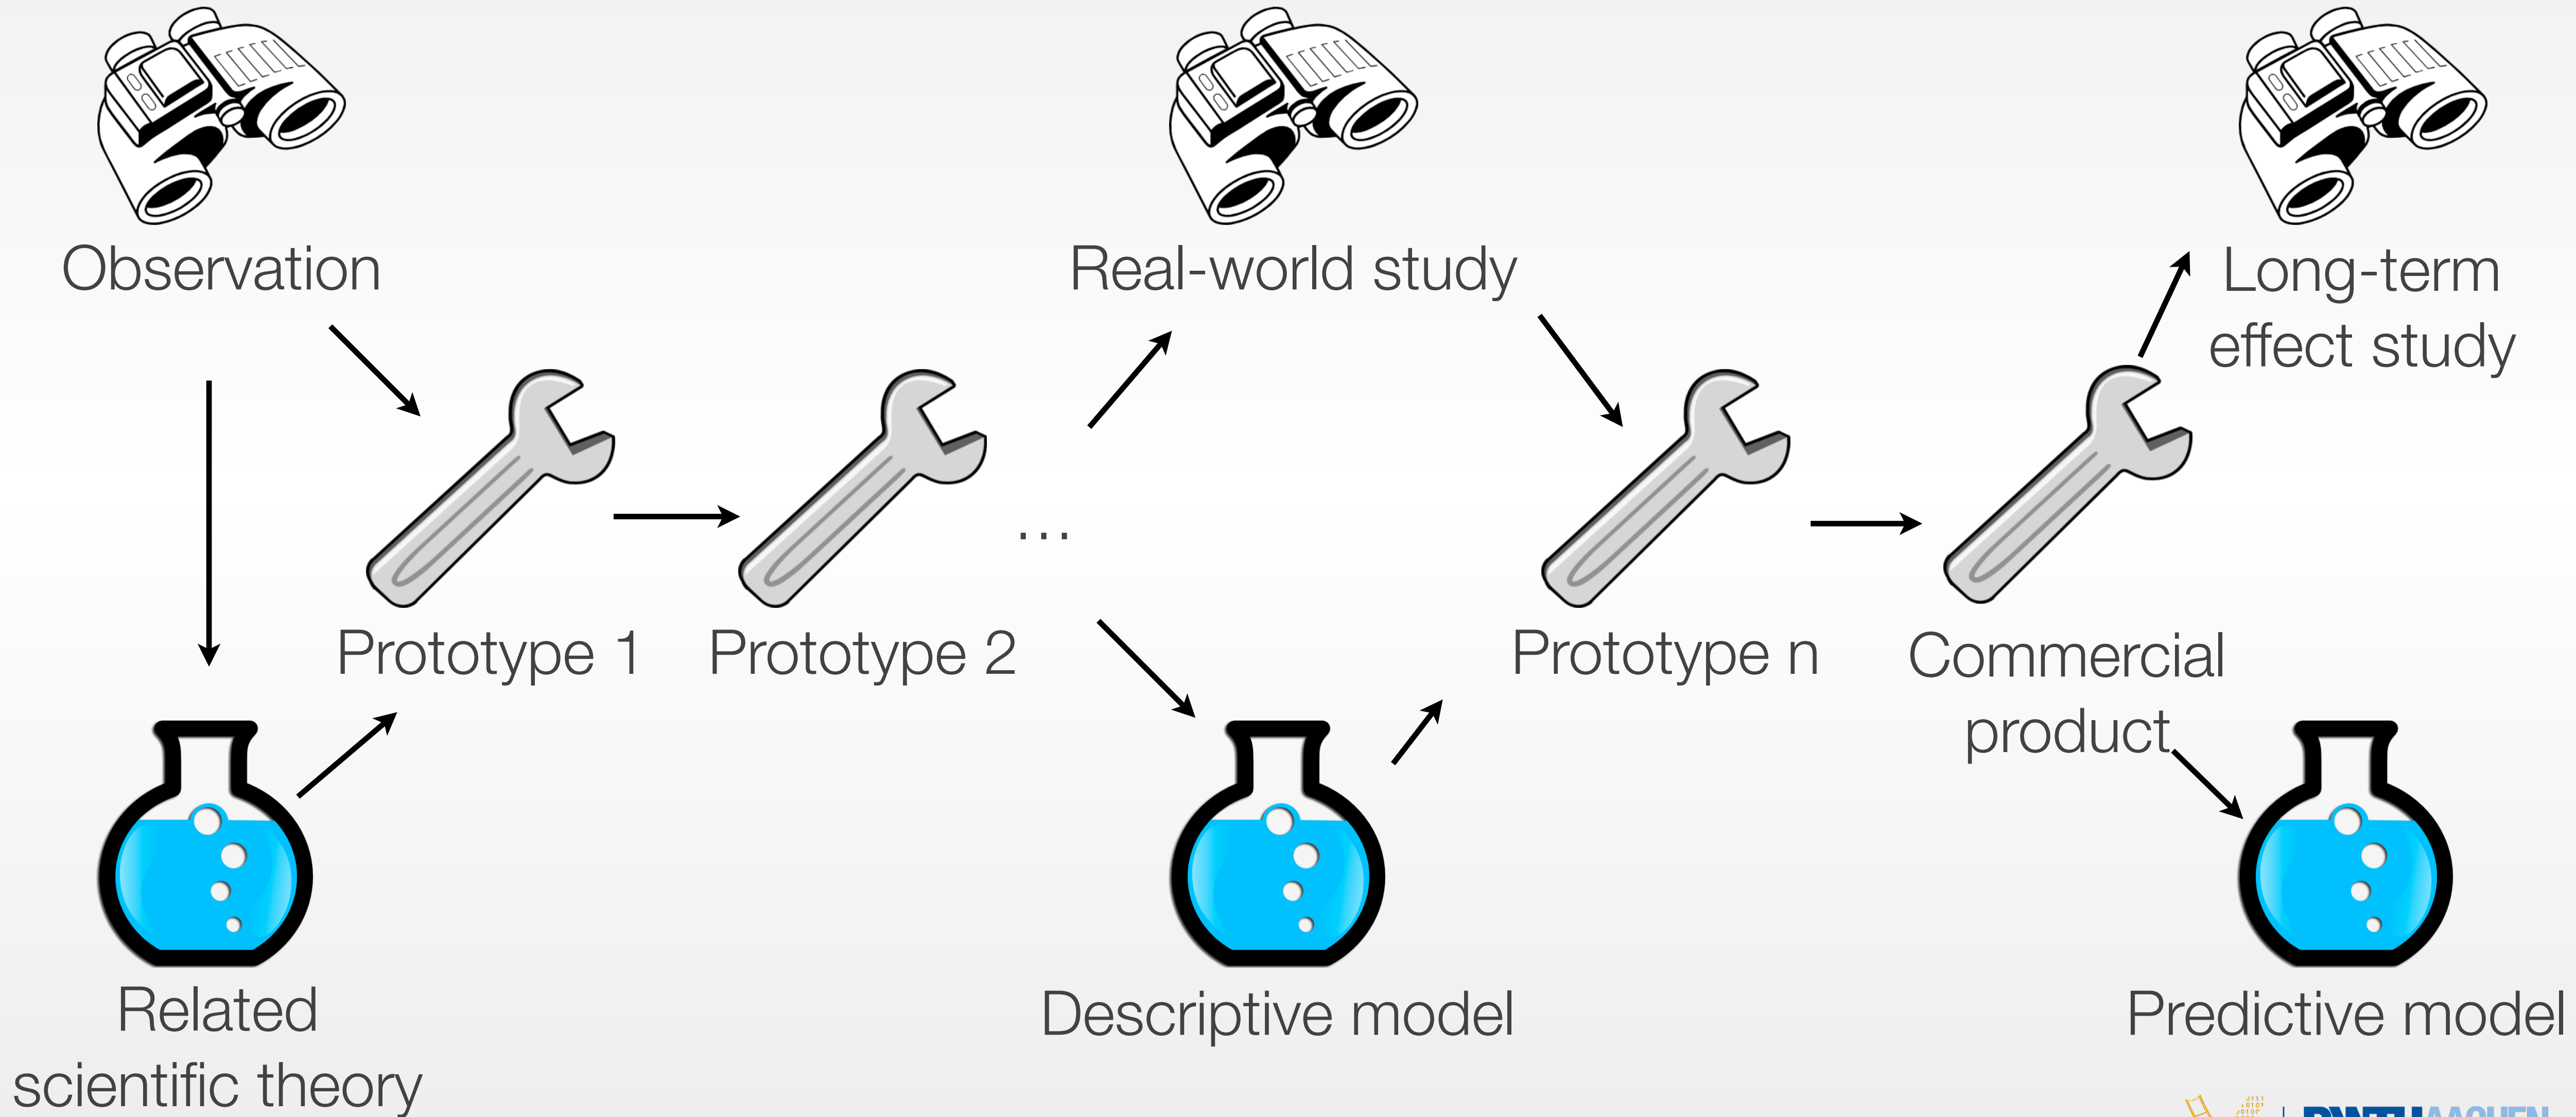 Observation
Real-world study
Long-term
effect study
Prototype 1
Prototype 2
...
Prototype n
Commercial
product
Related
scientific theory
Descriptive model
Predictive model